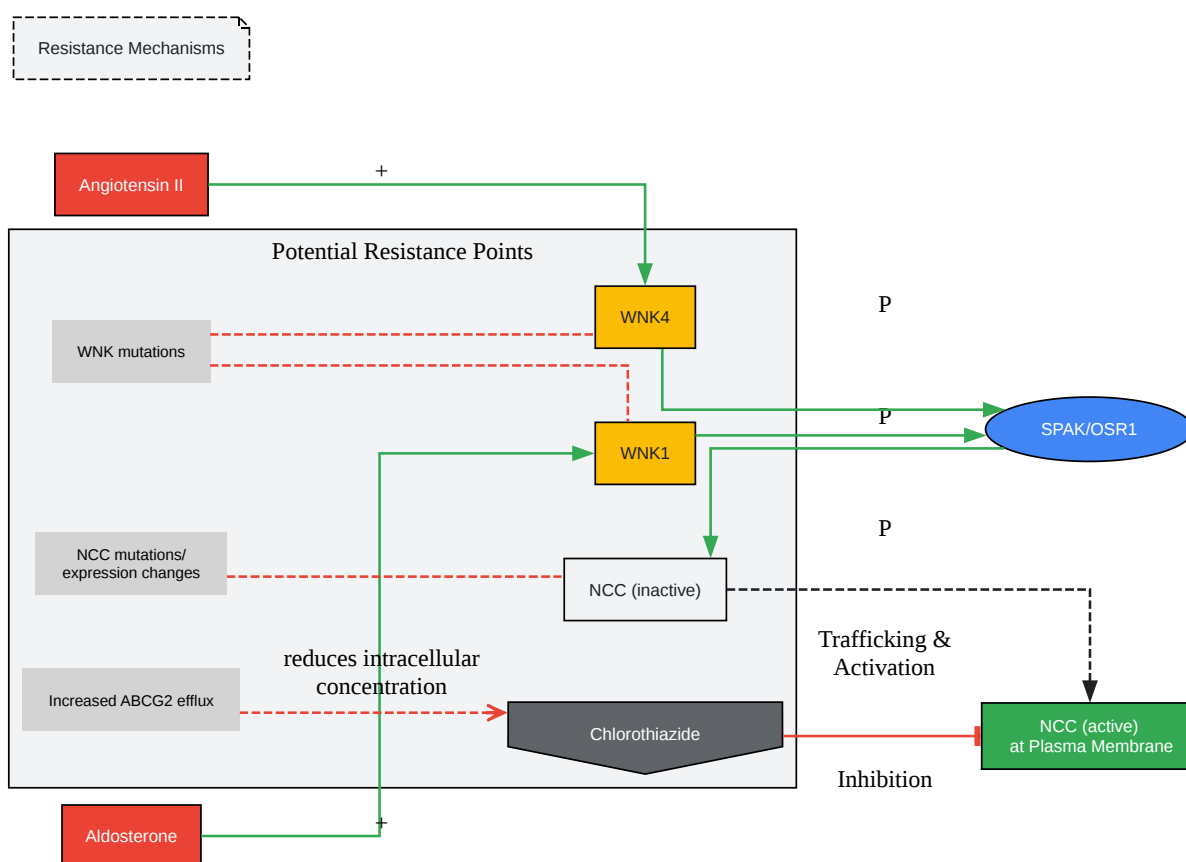 Resistance Mechanisms
Angiotensin II
+
Potential Resistance Points
WNK4
P
WNK mutations
P
SPAK/OSR1
WNK1
P
NCC mutations/
expression changes
NCC (inactive)
Trafficking &
Activation
reduces intracellular
concentration
Increased ABCG2 efflux
Chlorothiazide
NCC (active)
at Plasma Membrane
Inhibition
Aldosterone
+